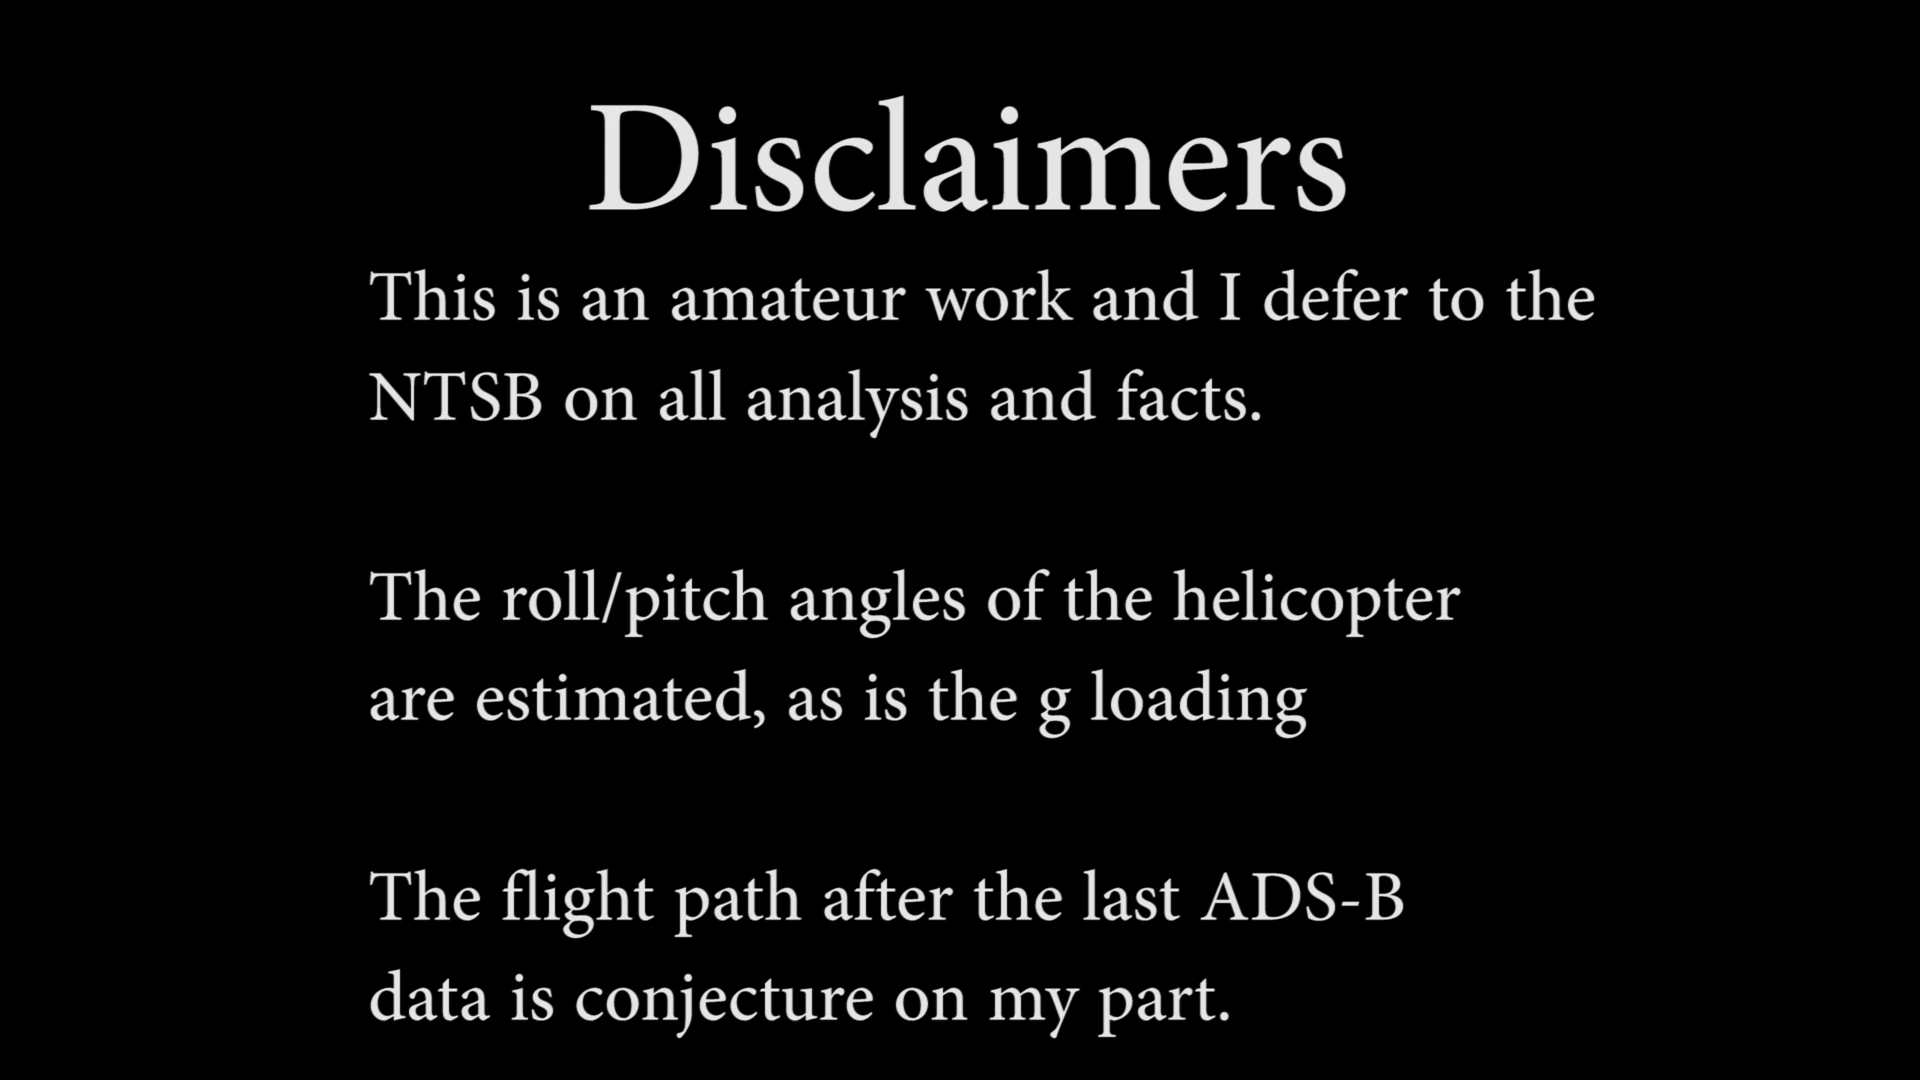 Disclaimers
This is an amateur work and I defer to the
NTSB on all analysis and facts.
The roll/pitch angles of the helicopter
are estimated, as is the g loading
The flight path after the last ADS-B
data is conjecture on my part.